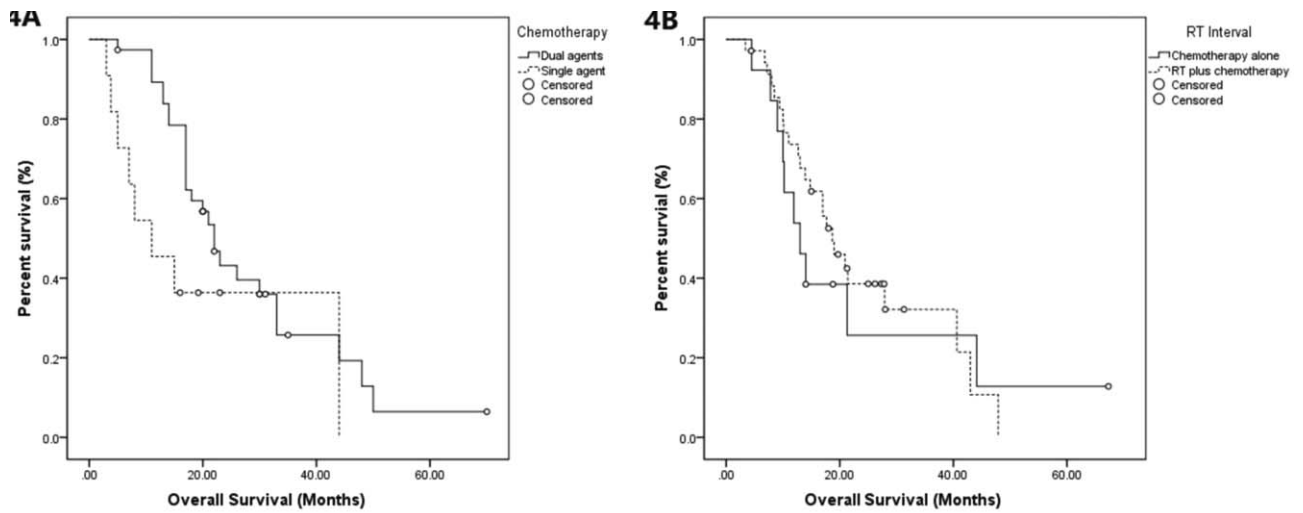 4A
Chemotherapy
Dual agents
Single agent
Censored
Censored
Percent survival (%)
1.0
0.8
0.6
0.4
0.2
0.0
.00 20.00 40.00 60.00
Overall Survival (Months)
4B
RT Interval
Chemotherapy alone
RT plus chemotherapy
Censored
Censored
Percent survial (%)
1.0
0.8
0.6
0.4
0.2
0.0
.00 20.00 40.00 60.00
Overall Survival (Months)